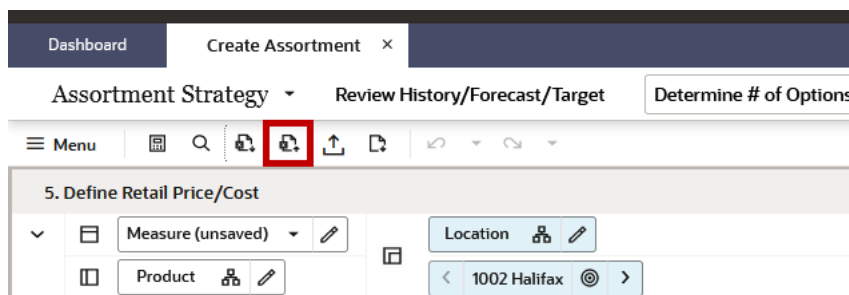 Dashboard Create Assortment ×
Assortment Strategy Review History/Forecast/Target Determine # of Options
Menu
5. Define Retail Price/Cost
Measure (unsaved) Location
Product 1002 Halifax